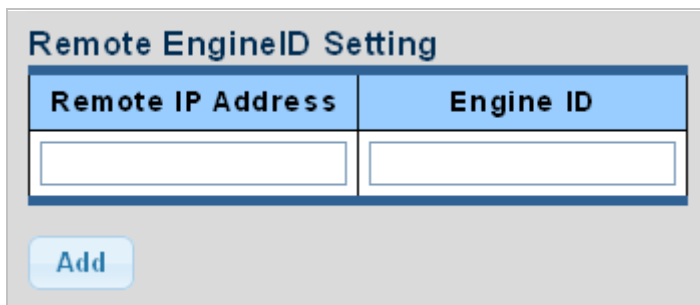 Remote EngineID Setting
Remote IP Address Engine ID
Add